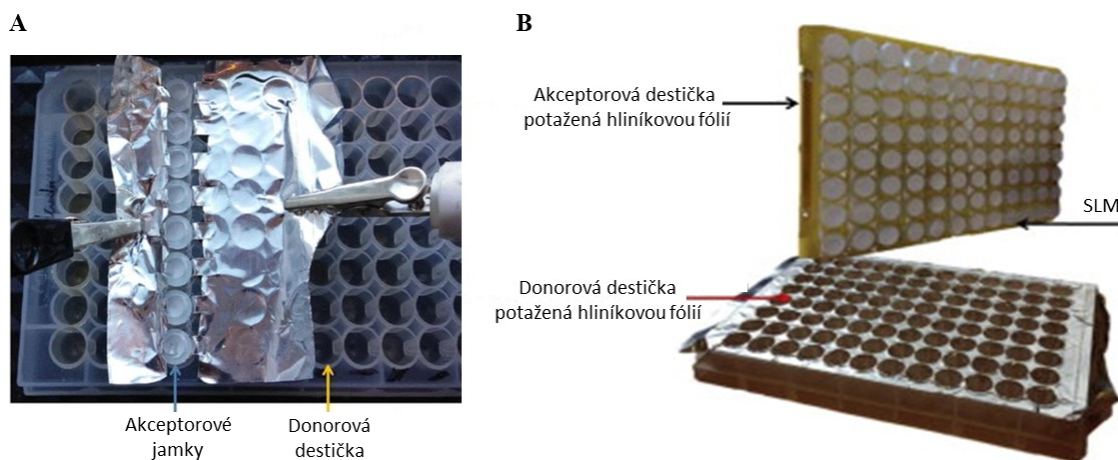 A
Akceptorové
jamky
Donorová
destička
B
Akceptorová destička
potažená hliníkovou fólií
SLM
Donorová destička
potažená hliníkovou fólií